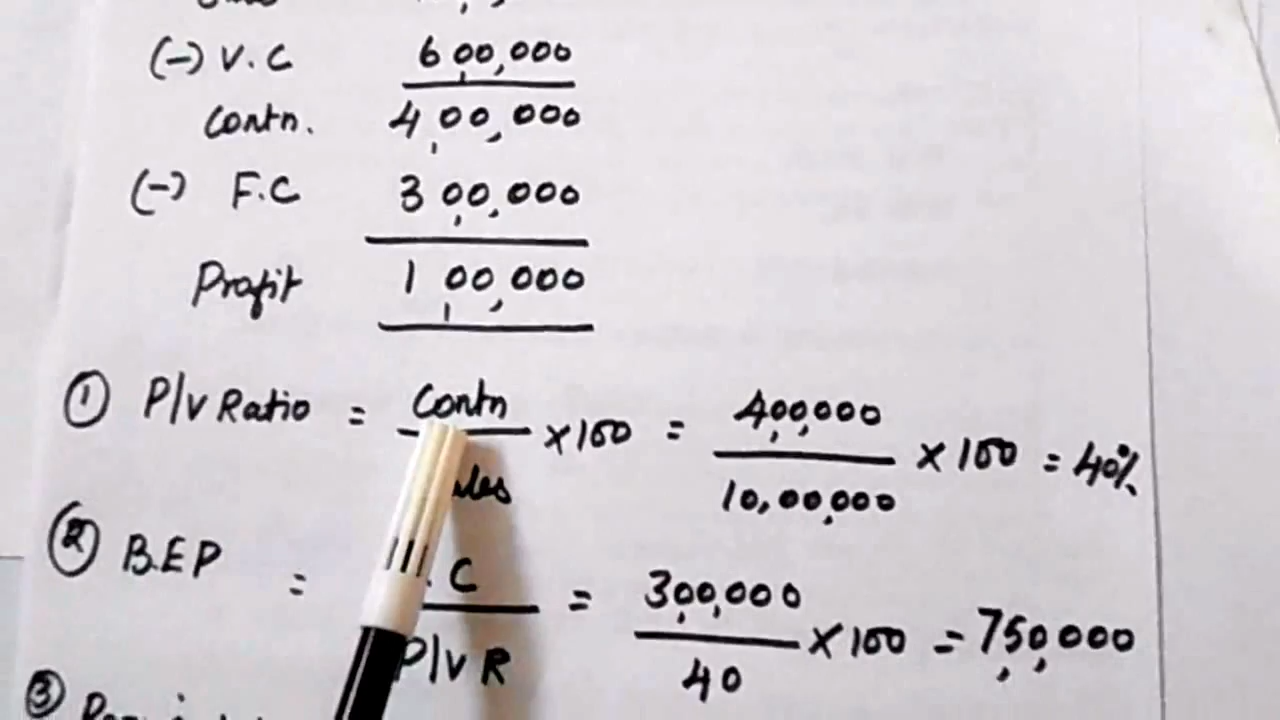 (-) V.C 6,00,000
Contn. 4,00,000
(-) F.C 3,00,000
Profit 1,00,000
① P/V Ratio = Contn × 100 = 4,00,000 × 100 = 40%
10,00,000
② B.E.P = C = 3,00,000 × 100 = 7,50,000
P/V R 40
③